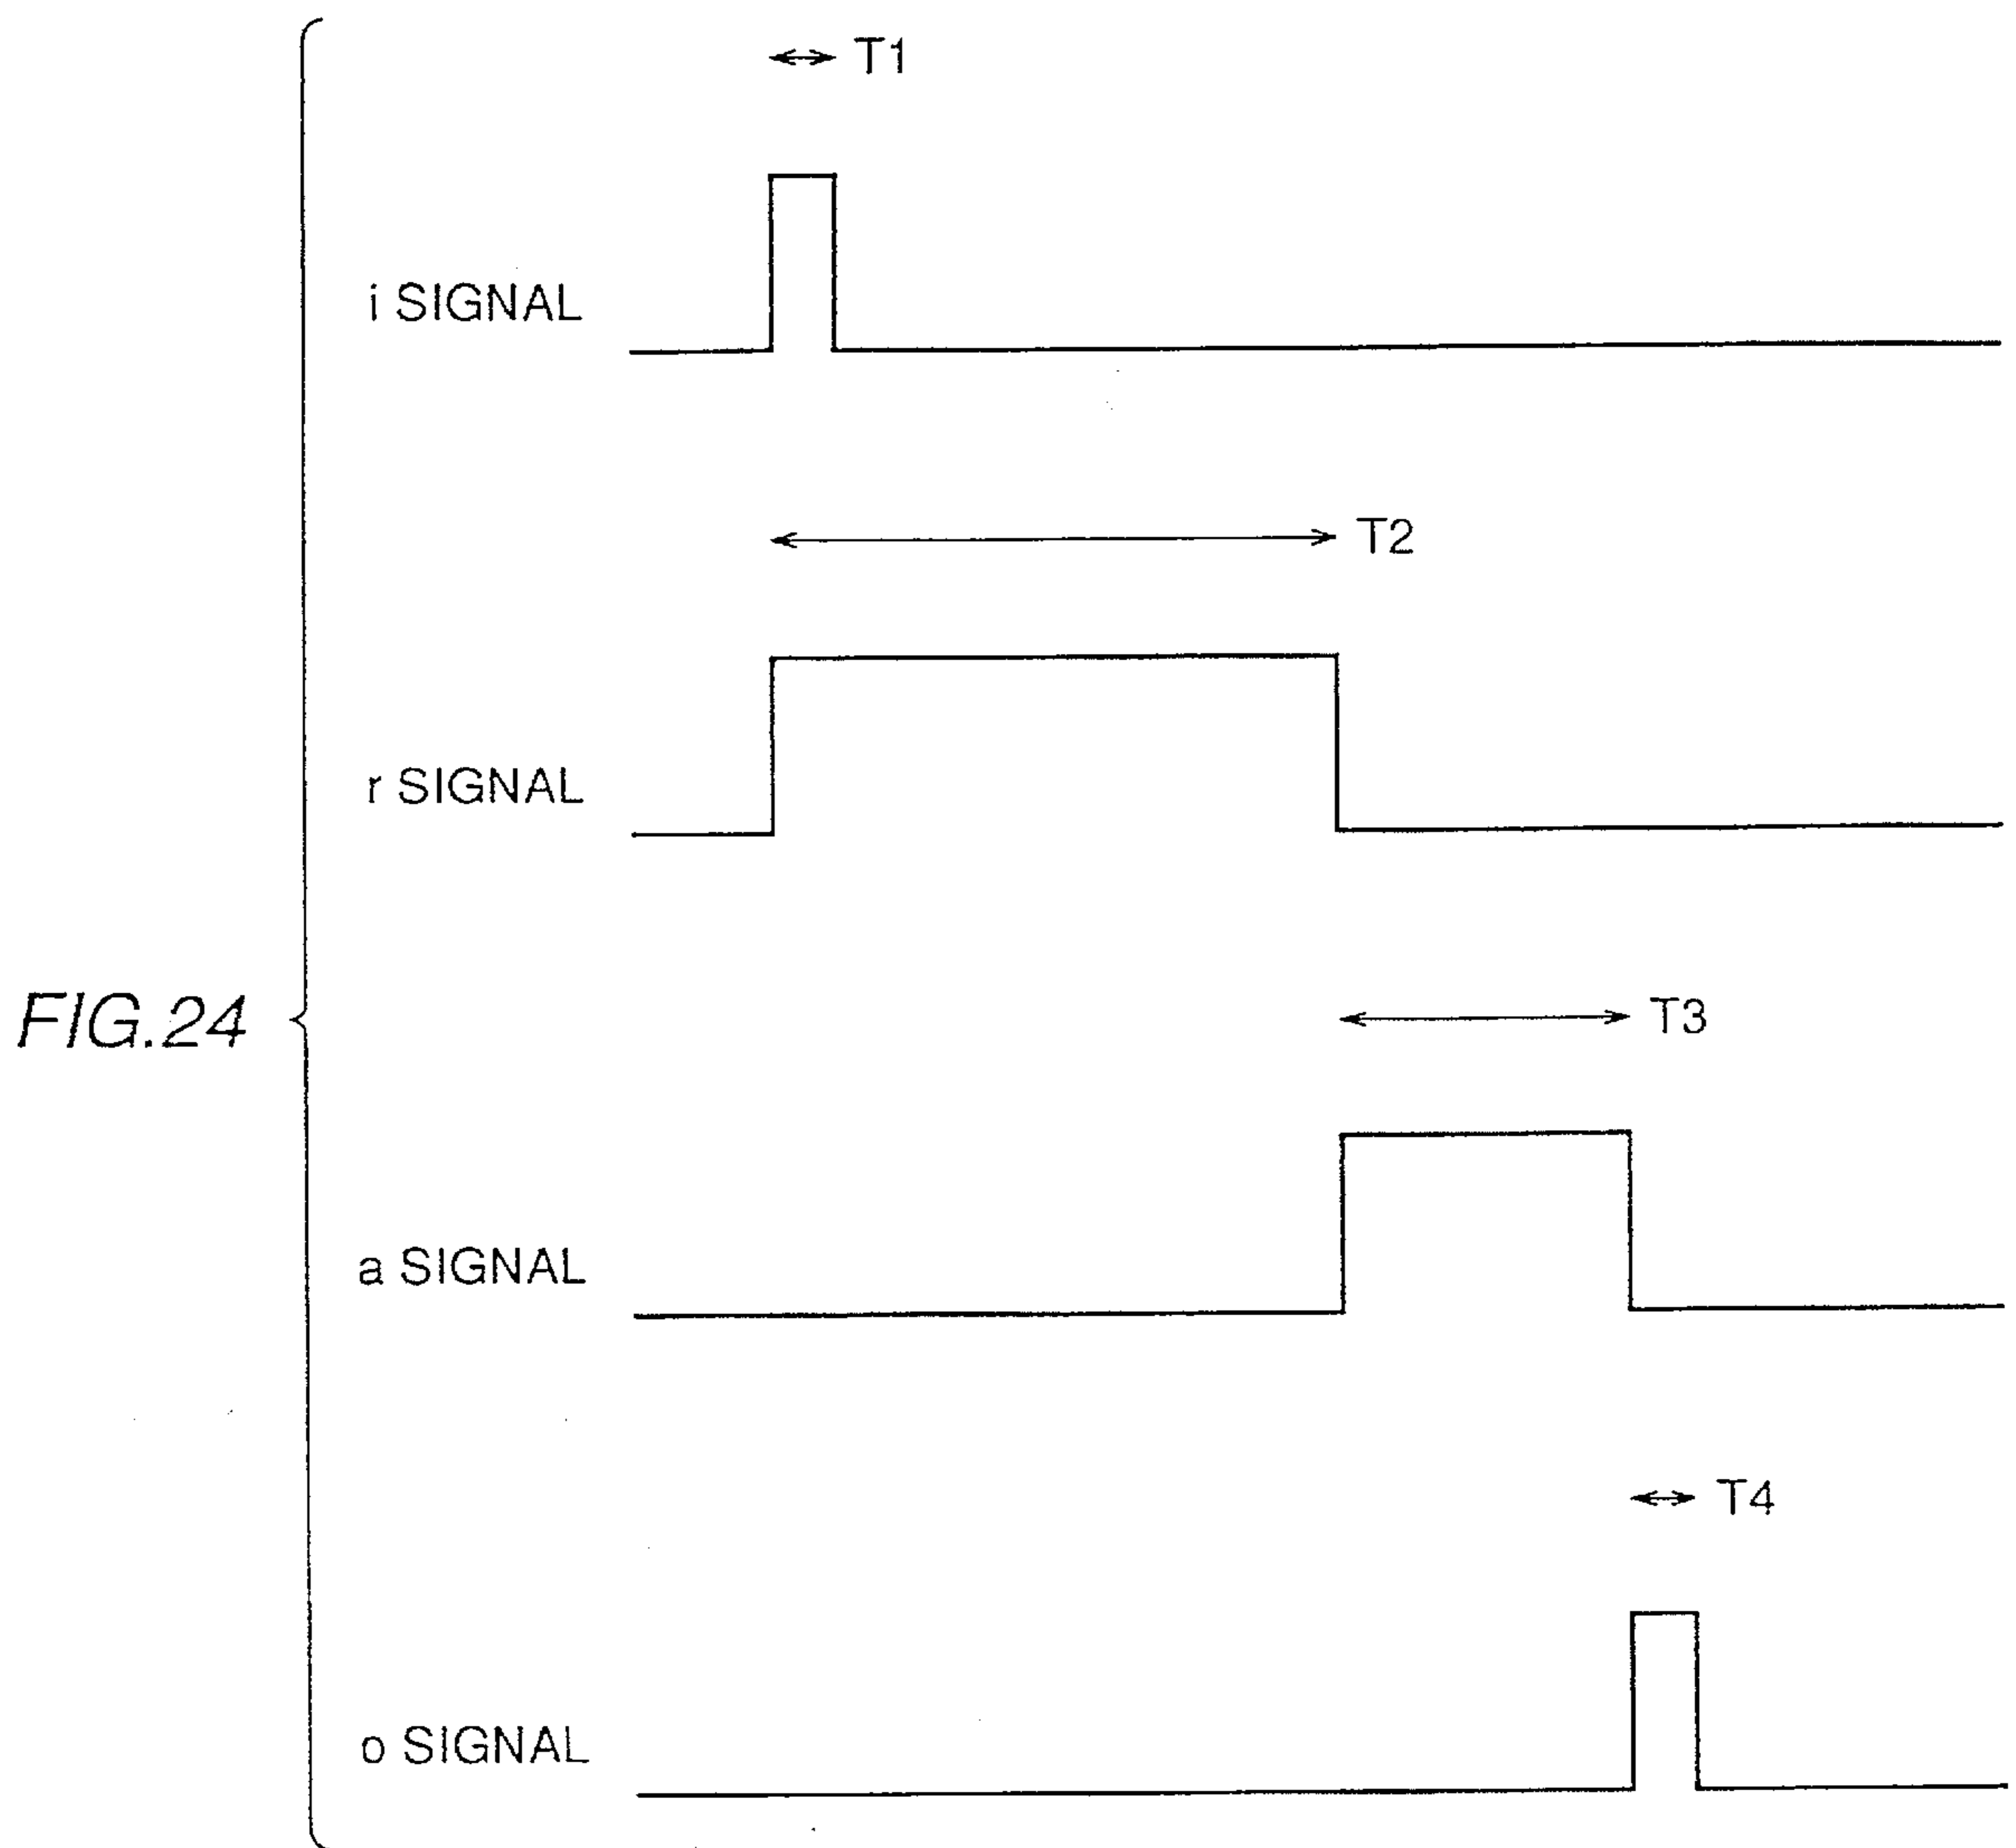 T1
i SIGNAL
T2
r SIGNAL
FIG.24
T3
a SIGNAL
T4
o SIGNAL